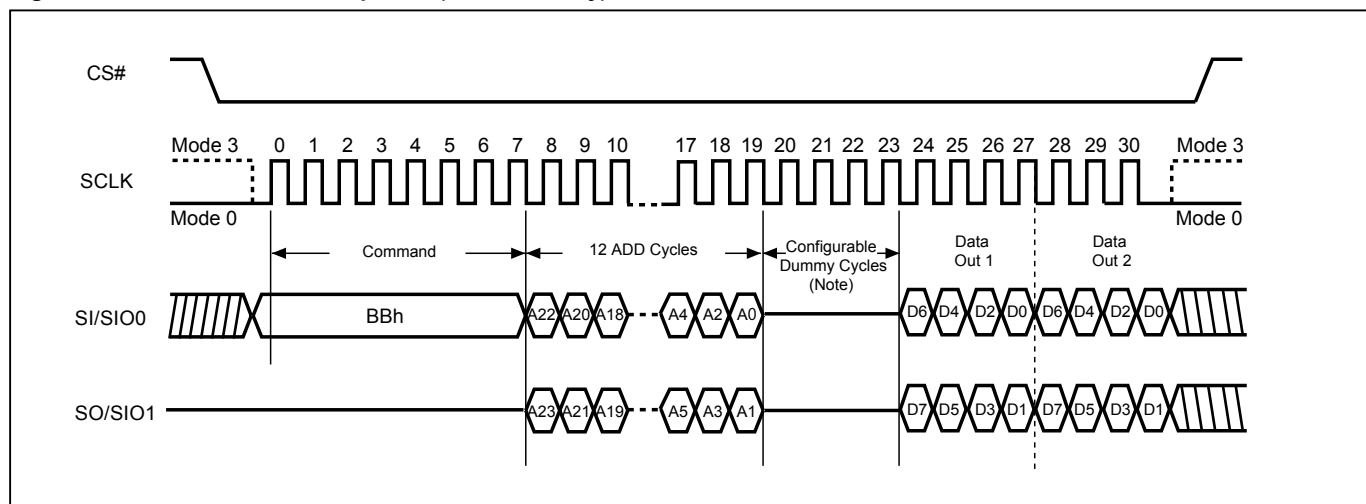 CS#
Mode 3 0 1 2 3 4 5 6 7 8 9 10 17 18 19 20 21 22 23 24 25 26 27 28 29 30 Mode 3
SCLK
Mode 0 Mode 0
Command 12 ADD Cycles Configurable Dummy Cycles (Note) Data Out 1 Data Out 2
SI/SIO0 BBh A22 A20 A18 A4 A2 A0 D6 D4 D2 D0 D6 D4 D2 D0
SO/SIO1 A23 A21 A19 A5 A3 A1 D7 D5 D3 D1 D7 D5 D3 D1